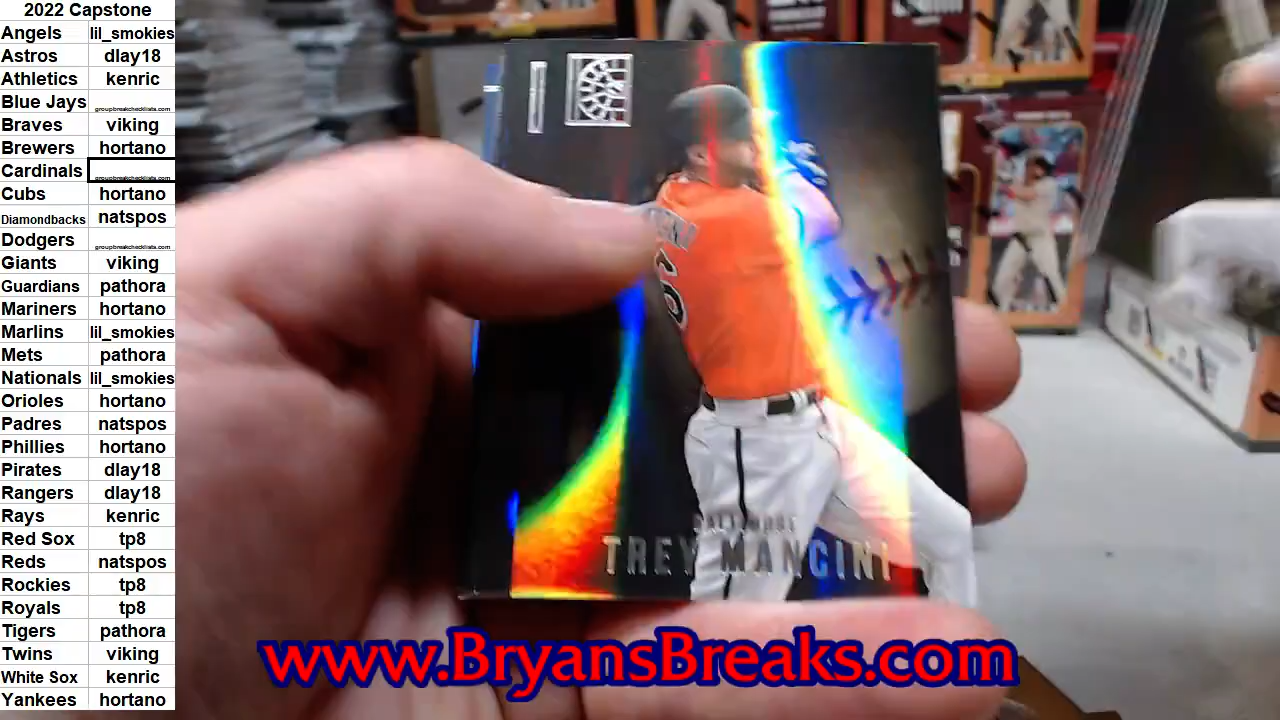 2022 Capstone
Angels lil_smokies
Astros dlay18
Athletics kenric
Blue Jays groupbreakchecklists.com
Braves viking
Brewers hortano
Cardinals groupbreakchecklists.com
Cubs hortano
Diamondbacks natspos
Dodgers groupbreakchecklists.com
Giants viking
Guardians pathora
Mariners hortano
Marlins lil_smokies
Mets pathora
Nationals lil_smokies
Orioles hortano
Padres natspos
Phillies hortano
Pirates dlay18
Rangers dlay18
Rays kenric
Red Sox tp8
Reds natspos
Rockies tp8
Royals tp8
Tigers pathora
Twins viking
White Sox kenric
Yankees hortano
BALTIMORE
TREY MANCINI
www.BryansBreaks.com